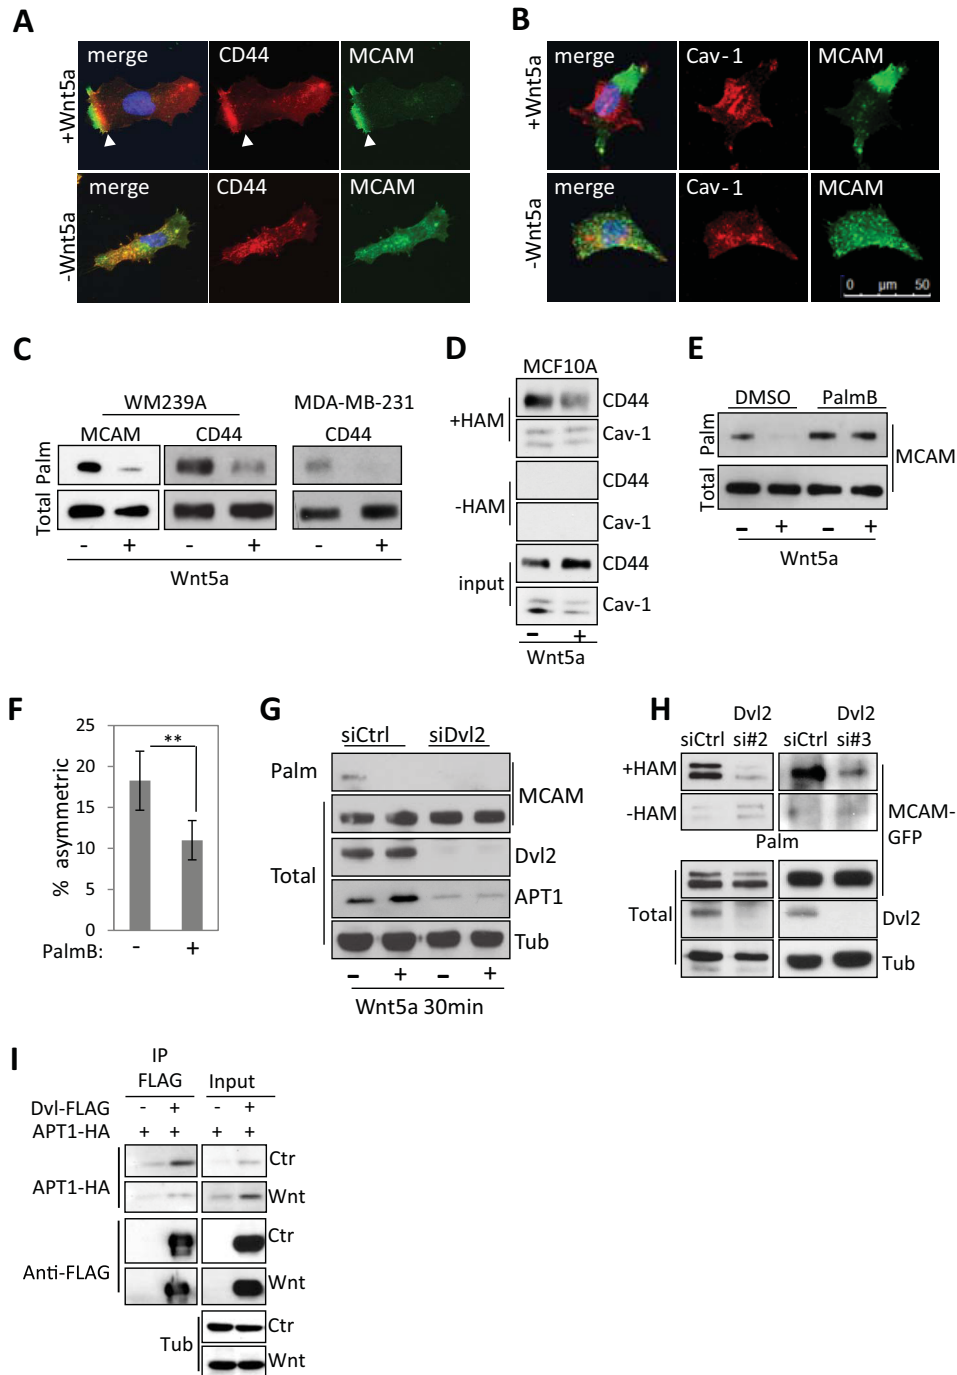 A
merge CD44 MCAM
+Wnt5a
merge CD44 MCAM
-Wnt5a
B
merge Cav-1 MCAM
+Wnt5a
merge Cav-1 MCAM
-Wnt5a
0 µm 50
C
WM239A MDA-MB-231
MCAM CD44 CD44
Palm
Total
- + - + - +
Wnt5a
D
MCF10A
+HAM CD44
Cav-1
-HAM CD44
Cav-1
input CD44
Cav-1
- +
Wnt5a
E
DMSO PalmB
Palm
Total
MCAM
- + - +
Wnt5a
F
% asymmetric
25
20
15
10
5
0
**
PalmB: - +
G
siCtrl siDvl2
Palm
MCAM
Total
Dvl2
APT1
Tub
- + - +
Wnt5a 30min
H
Dvl2 Dvl2
siCtrl si#2 siCtrl si#3
+HAM
-HAM
MCAM-
GFP
Palm
Total
Dvl2
Tub
I
IP
FLAG Input
Dvl-FLAG - + - +
APT1-HA + + + +
APT1-HA Ctr
Wnt
Anti-FLAG Ctr
Wnt
Tub Ctr
Wnt